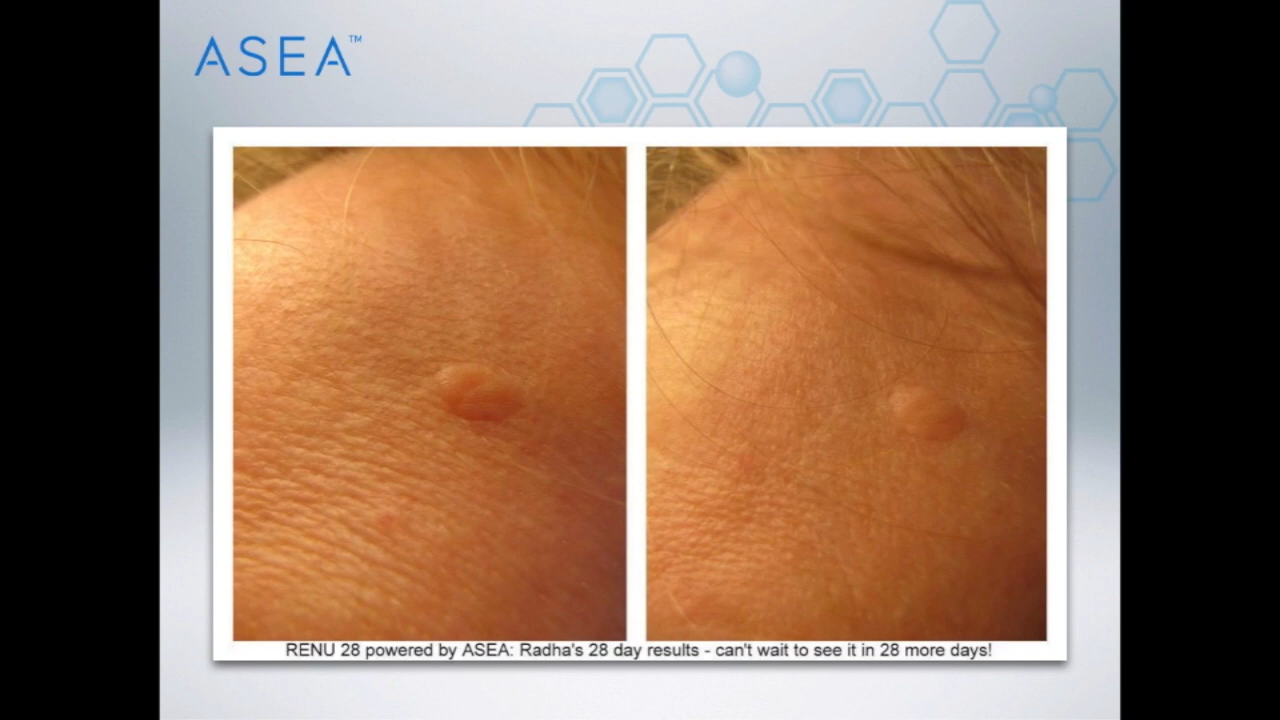 ASEA™
RENU 28 powered by ASEA: Radha's 28 day results - can't wait to see it in 28 more days!